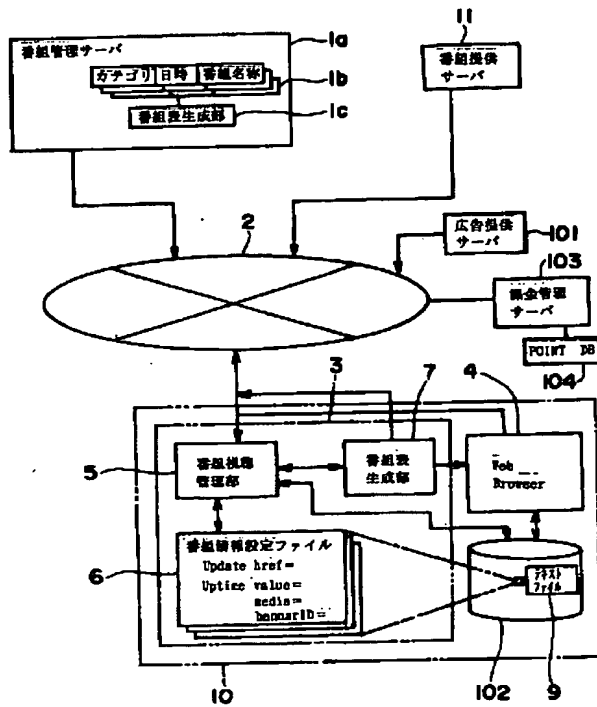 1a
番組管理サーバ
カテゴリ 日時 番組名称
1b
番組表生成部
1c
11
番組提供
サーバ
2
広告提供
サーバ
101
103
課金管理
サーバ
POINT DB
104
3
7
4
5
番組視聴
管理部
番組表
生成部
Web
Browser
番組情報設定ファイル
6
Update href=
Uptime value=
media=
bannerID=
テキスト
ファイル
10
102
9